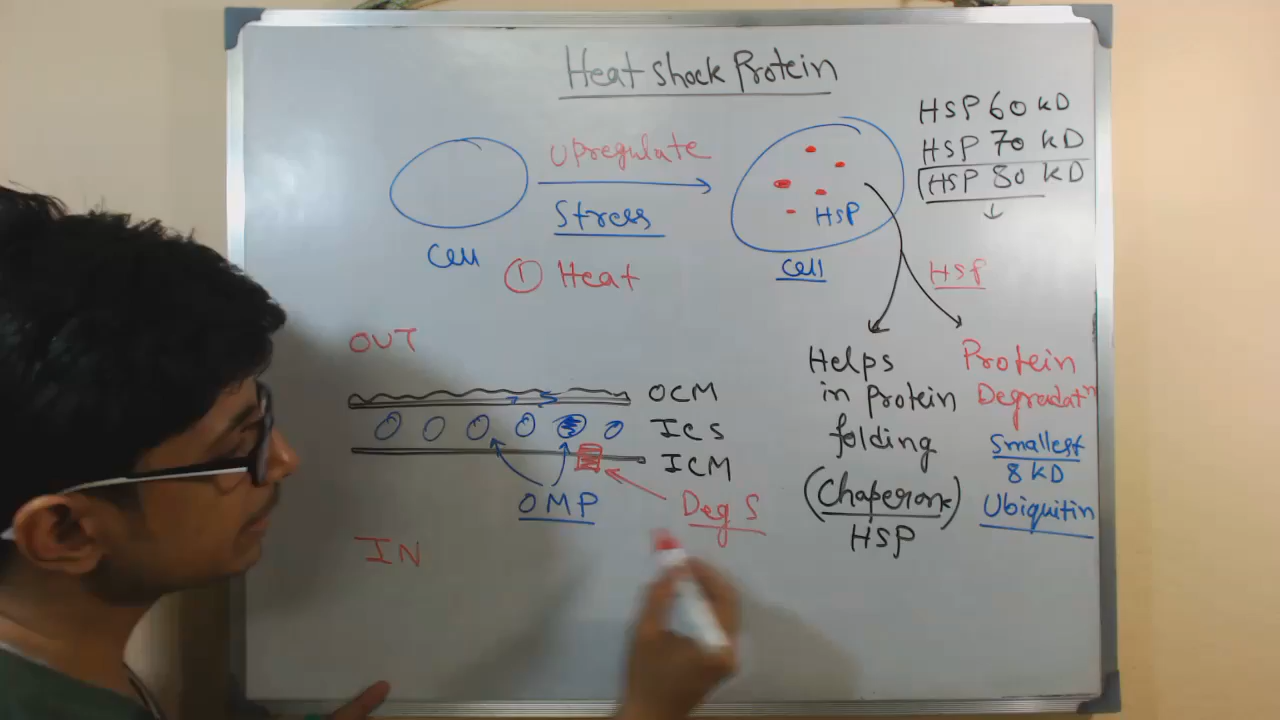 Heat Shock Protein
HSP 60 kD
HSP 70 kD
HSP 80 kD
Upregulate
Stress
① Heat
Cell
HSP
Cell
HSP
Helps
in Protein
folding
(Chaperone)
HSP
Protein
Degradatⁿ
Smallest
8 kD
Ubiquitin
OUT
OCM
ICS
ICM
OMP
Deg S
IN